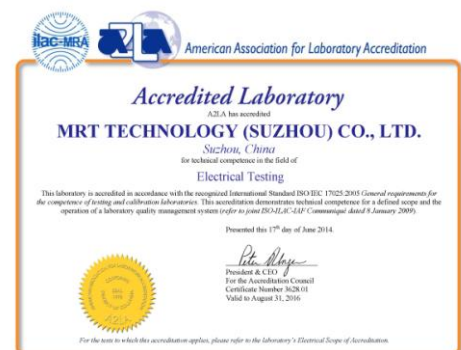 ilac-MRA
A2LA
American Association for Laboratory Accreditation
Accredited Laboratory
A2LA has accredited
MRT TECHNOLOGY (SUZHOU) CO., LTD.
Suzhou, China
for technical competence in the field of
Electrical Testing
This laboratory is accredited in accordance with the recognized International Standard ISO/IEC 17025:2005 General requirements for
the competence of testing and calibration laboratories. This accreditation demonstrates technical competence for a defined scope and the
operation of a laboratory quality management system (refer to joint ISO-ILAC-IAF Communiqué dated 8 January 2009).
Presented this 17th day of June 2014.
President & CEO
For the Accreditation Council
Certificate Number 3628.01
Valid to August 31, 2016
A2LA
For the tests to which this accreditation applies, please refer to the laboratory's Electrical Scope of Accreditation.